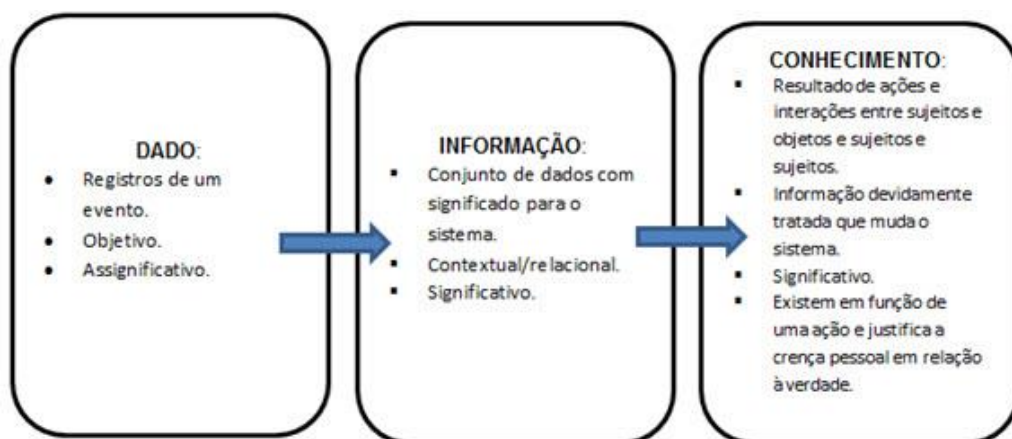 DADO:
• Registros de um
evento.
• Objetivo.
• Assignificativo.
INFORMAÇÃO:
▪ Conjunto de dados com
significado para o
sistema.
▪ Contextual/relacional.
▪ Significativo.
CONHECIMENTO:
▪ Resultado de ações e
interações entre sujeitos e
objetos e sujeitos e
sujeitos.
▪ Informação devidamente
tratada que muda o
sistema.
▪ Significativo.
▪ Existem em função de
uma ação e justifica a
crença pessoal em relação
à verdade.